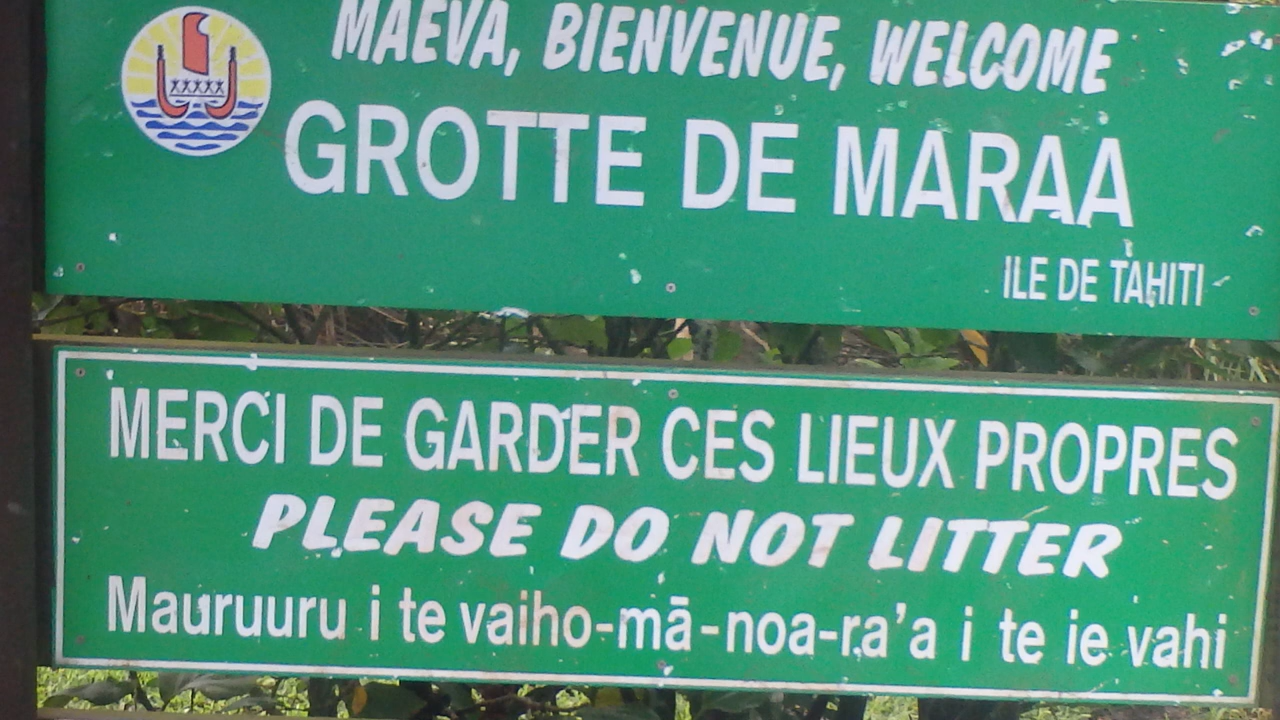 MAEVA, BIENVENUE, WELCOME
GROTTE DE MARAA
ILE DE TAHITI
MERCI DE GARDER CES LIEUX PROPRES
PLEASE DO NOT LITTER
Mauruuru i te vaiho-mā-noa-ra'a i te ie vahi